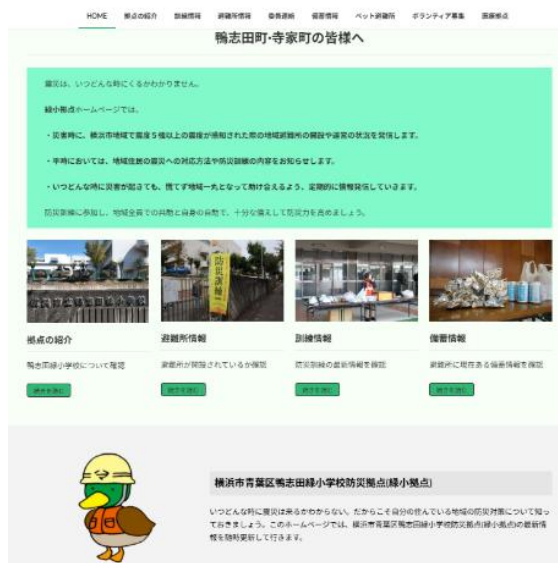 HOME 拠点の紹介 訓練情報 避難所情報 委員連絡 備蓄情報 ペット避難所 ボランティア募集 医療拠点
鴨志田町・寺家町の皆様へ
震災は、いつどんな時にくるかわかりません。
緑小拠点ホームページでは、
・災害時に、横浜市地域で震度５強以上の震度が感知された際の地域避難所の開設や運営の状況を発信します。
・平時においては、地域住民の震災への対応方法や防災訓練の内容をお知らせします。
・いつどんな時に災害が起きても、慌てず地域一丸となって助け合えるよう、定期的に情報発信していきます。
防災訓練に参加し、地域全員での共助と自身の自助で、十分な備えして防災力を高めましょう。
防災訓練
拠点の紹介 避難所情報 訓練情報 備蓄情報
鴨志田緑小学校について確認 避難所が開設されているか確認 防災訓練の最新情報を確認 避難所に現在ある備蓄情報を確認
続きを読む 続きを読む 続きを読む 続きを読む
横浜市青葉区鴨志田緑小学校防災拠点(緑小拠点)
いつどんな時に震災は来るかわからない。だからこそ自分の住んでいる地域の防災対策について知っ
ておきましょう。このホームページでは、横浜市青葉区鴨志田緑小学校防災拠点(緑小拠点)の最新情
報を随時更新して行きます。